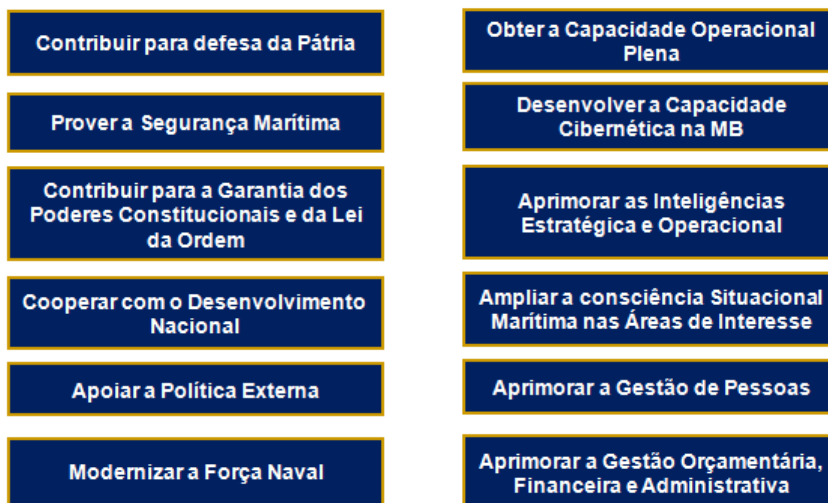 Contribuir para defesa da Pátria
Prover a Segurança Marítima
Contribuir para a Garantia dos
Poderes Constitucionais e da Lei
da Ordem
Cooperar com o Desenvolvimento
Nacional
Apoiar a Política Externa
Modernizar a Força Naval
Obter a Capacidade Operacional
Plena
Desenvolver a Capacidade
Cibernética na MB
Aprimorar as Inteligências
Estratégica e Operacional
Ampliar a consciência Situacional
Marítima nas Áreas de Interesse
Aprimorar a Gestão de Pessoas
Aprimorar a Gestão Orçamentária,
Financeira e Administrativa